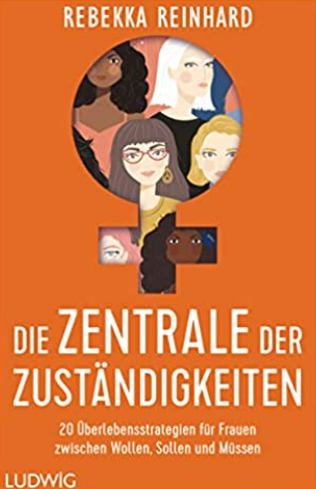 REBEKKA REINHARD
DIE ZENTRALE DER
ZUSTÄNDIGKEITEN
20 Überlebensstrategien für Frauen
zwischen Wollen, Sollen und Müssen
LUDWIG